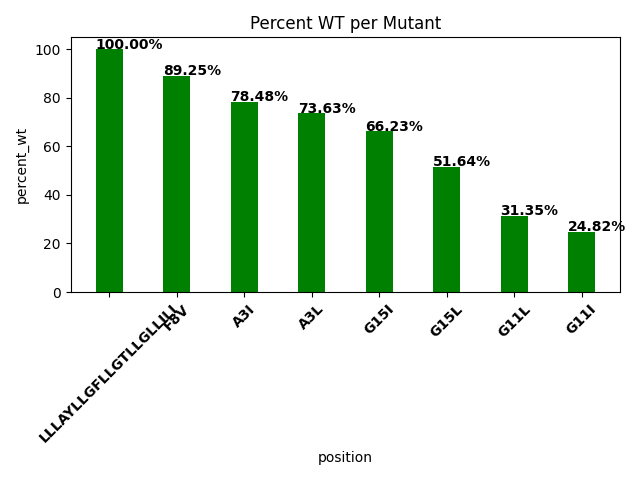 Percent WT per Mutant
percent_wt
100
80
60
40
20
0
100.00%
89.25%
78.48%
73.63%
66.23%
51.64%
31.35%
24.82%
LLLAYLLGFLLGTLLGLLILL
F8V
A3I
A3L
G15I
G15L
G11L
G11I
position